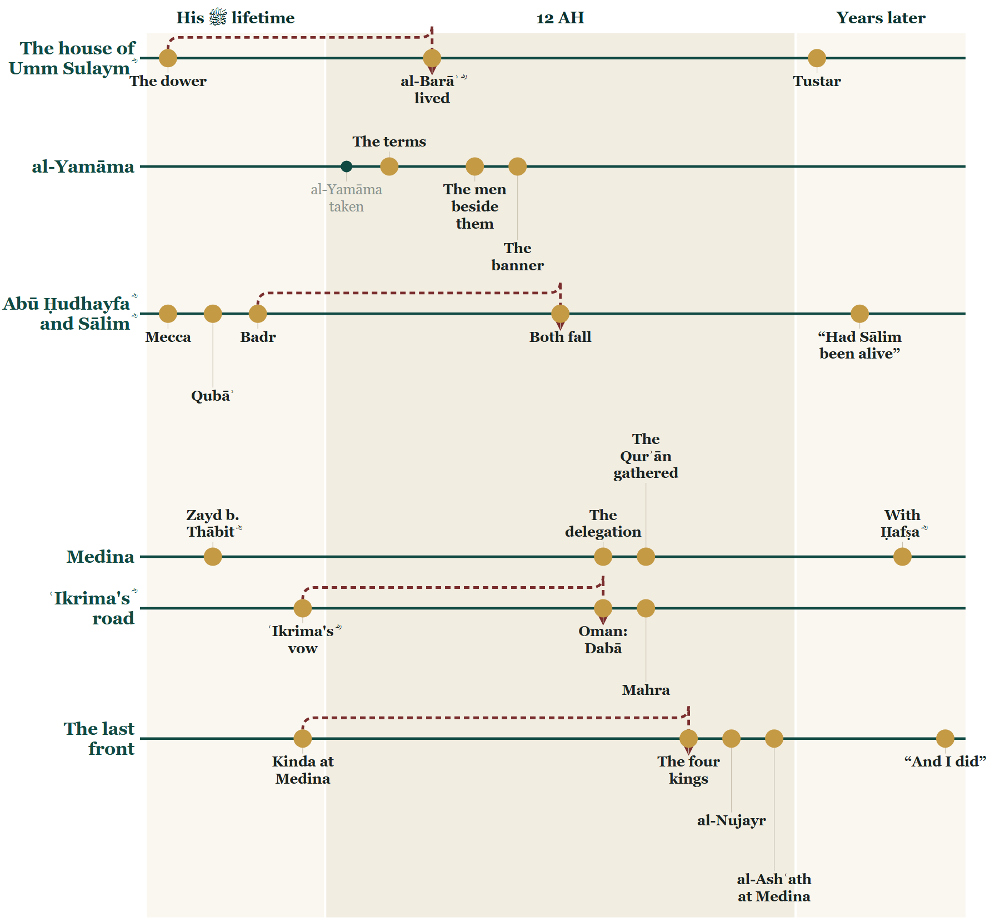 His ﷺ lifetime
12 AH
Years later
The house of
Umm Sulaym
The dower
al-Barāʾ
lived
Tustar
The terms
al-Yamāma
al-Yamāma
taken
The men
beside
them
The
banner
Abū Ḥudhayfa
and Sālim
Mecca
Badr
Both fall
“Had Sālim
been alive”
Qubāʾ
The
Qurʾān
gathered
Zayd b.
Thābit
The
delegation
With
Ḥafṣa
Medina
ʿIkrima's
road
ʿIkrima's
vow
Oman:
Dabā
Mahra
The last
front
Kinda at
Medina
The four
kings
“And I did”
al-Nujayr
al-Ashʿath
at Medina